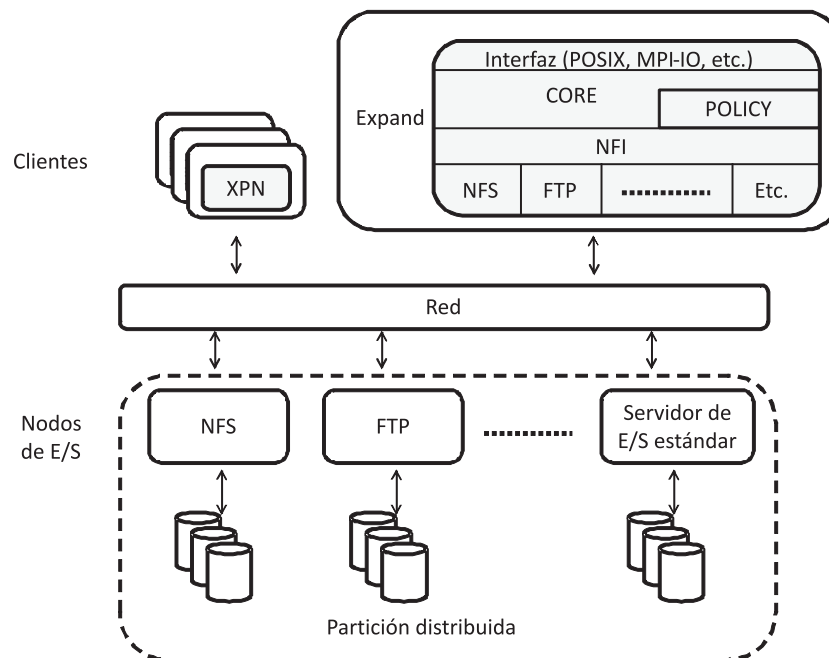 Interfaz (POSIX, MPI-IO, etc.)
CORE
POLICY
Expand
NFI
NFS
FTP
Etc.
Clientes
XPN
Red
Nodos
de E/S
NFS
FTP
Servidor de
E/S estándar
Partición distribuida